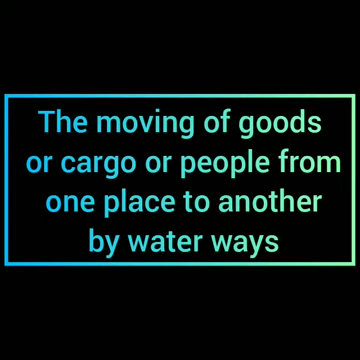 The moving of goods
or cargo or people from
one place to another
by water ways